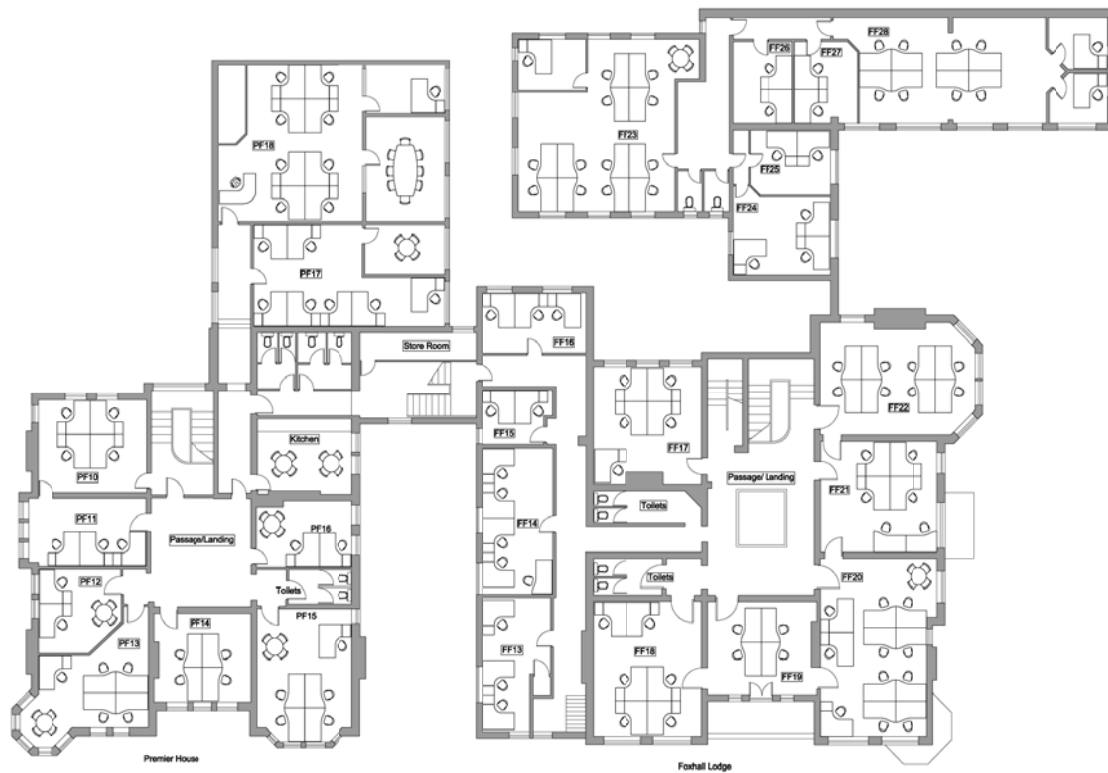 FF28
FF26
FF27
FF23
PF18
FF25
FF24
PF17
Store Room
FF16
FF22
FF15
Kitchen
FF17
PF10
Passage/ Landing
FF21
Toilets
PF11
FF14
PF16
Passage/Landing
PF12
Toilets
FF20
Toilets
PF15
PF14
PF13
FF13
FF18
FF19
Premier House
Foxhall Lodge